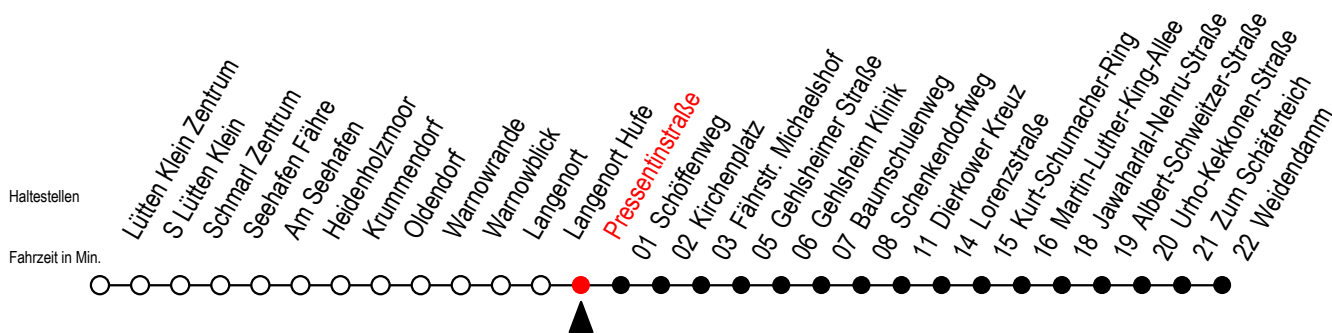 Haltestellen
Fahrzeit in Min.
Lütten Klein Zentrum
S Lütten Klein
Schmarl Zentrum
Seehafen Fähre
Am Seehafen
Heidenholzmoor
Krummendorf
Oldendorf
Warnowrande
Warnowblick
Langenort
Langenort Hufe
Pressentinstraße
01 Schöffenweg
02 Kirchenplatz
03 Fährstr. Michaelshof
05 Gehlsheimer Straße
06 Gehlsheim Klinik
07 Baumschulenweg
08 Schenkendorfweg
11 Dierkower Kreuz
14 Lorenzstraße
15 Kurt-Schumacher-Ring
16 Martin-Luther-King-Allee
18 Jawaharlal-Nehru-Straße
19 Albert-Schweitzer-Straße
20 Urho-Kekkonen-Straße
21 Zum Schäferteich
22 Weidendamm